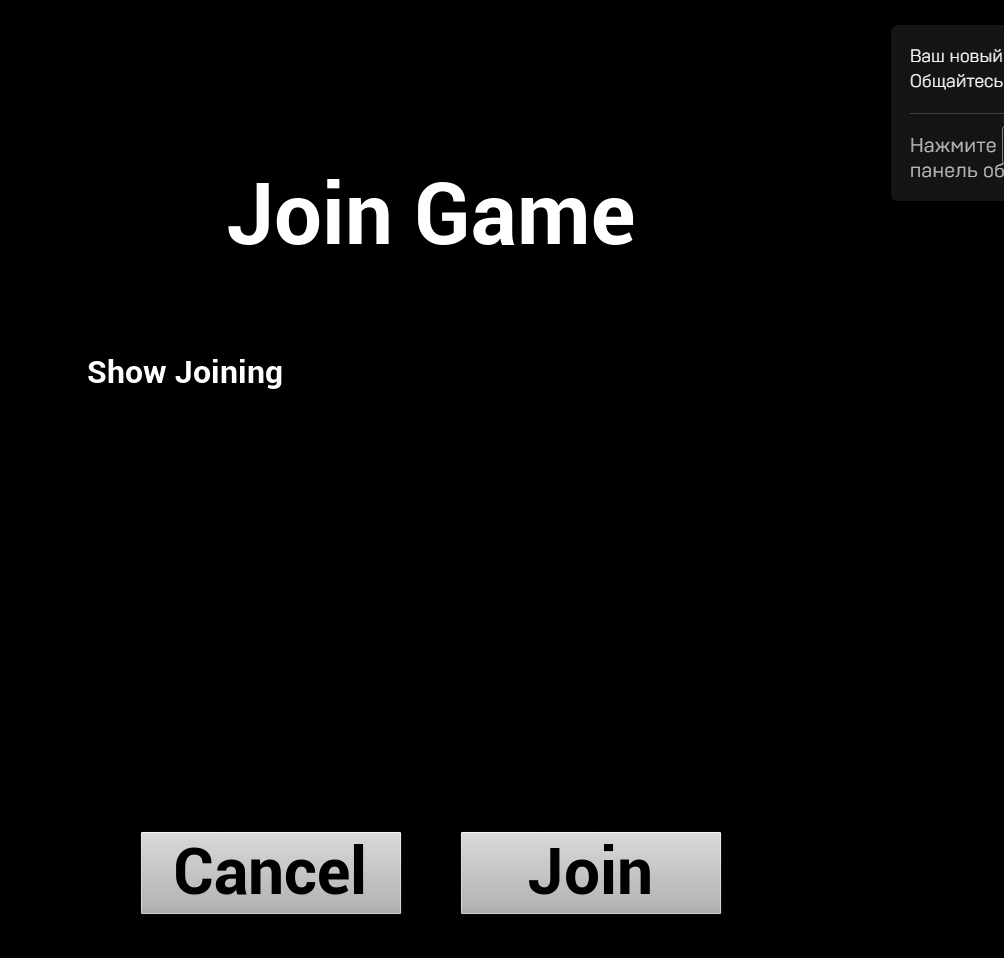 Ваш новый
Общайтесь
Нажмите
панель об
Join Game
Show Joining
Cancel
Join